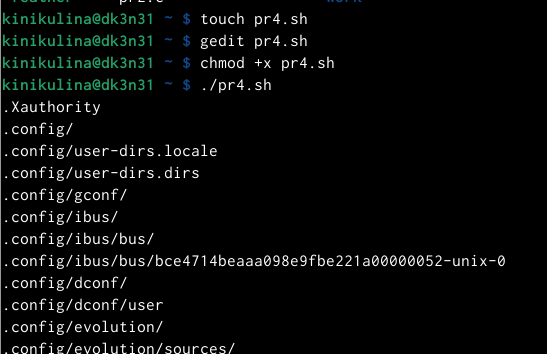 kinikulina@dk3n31 ~ $ touch pr4.sh
kinikulina@dk3n31 ~ $ gedit pr4.sh
kinikulina@dk3n31 ~ $ chmod +x pr4.sh
kinikulina@dk3n31 ~ $ ./pr4.sh
.Xauthority
.config/
.config/user-dirs.locale
.config/user-dirs.dirs
.config/gconf/
.config/ibus/
.config/ibus/bus/
.config/ibus/bus/bce4714beaaa098e9fbe221a00000052-unix-0
.config/dconf/
.config/dconf/user
.config/evolution/
.config/evolution/sources/